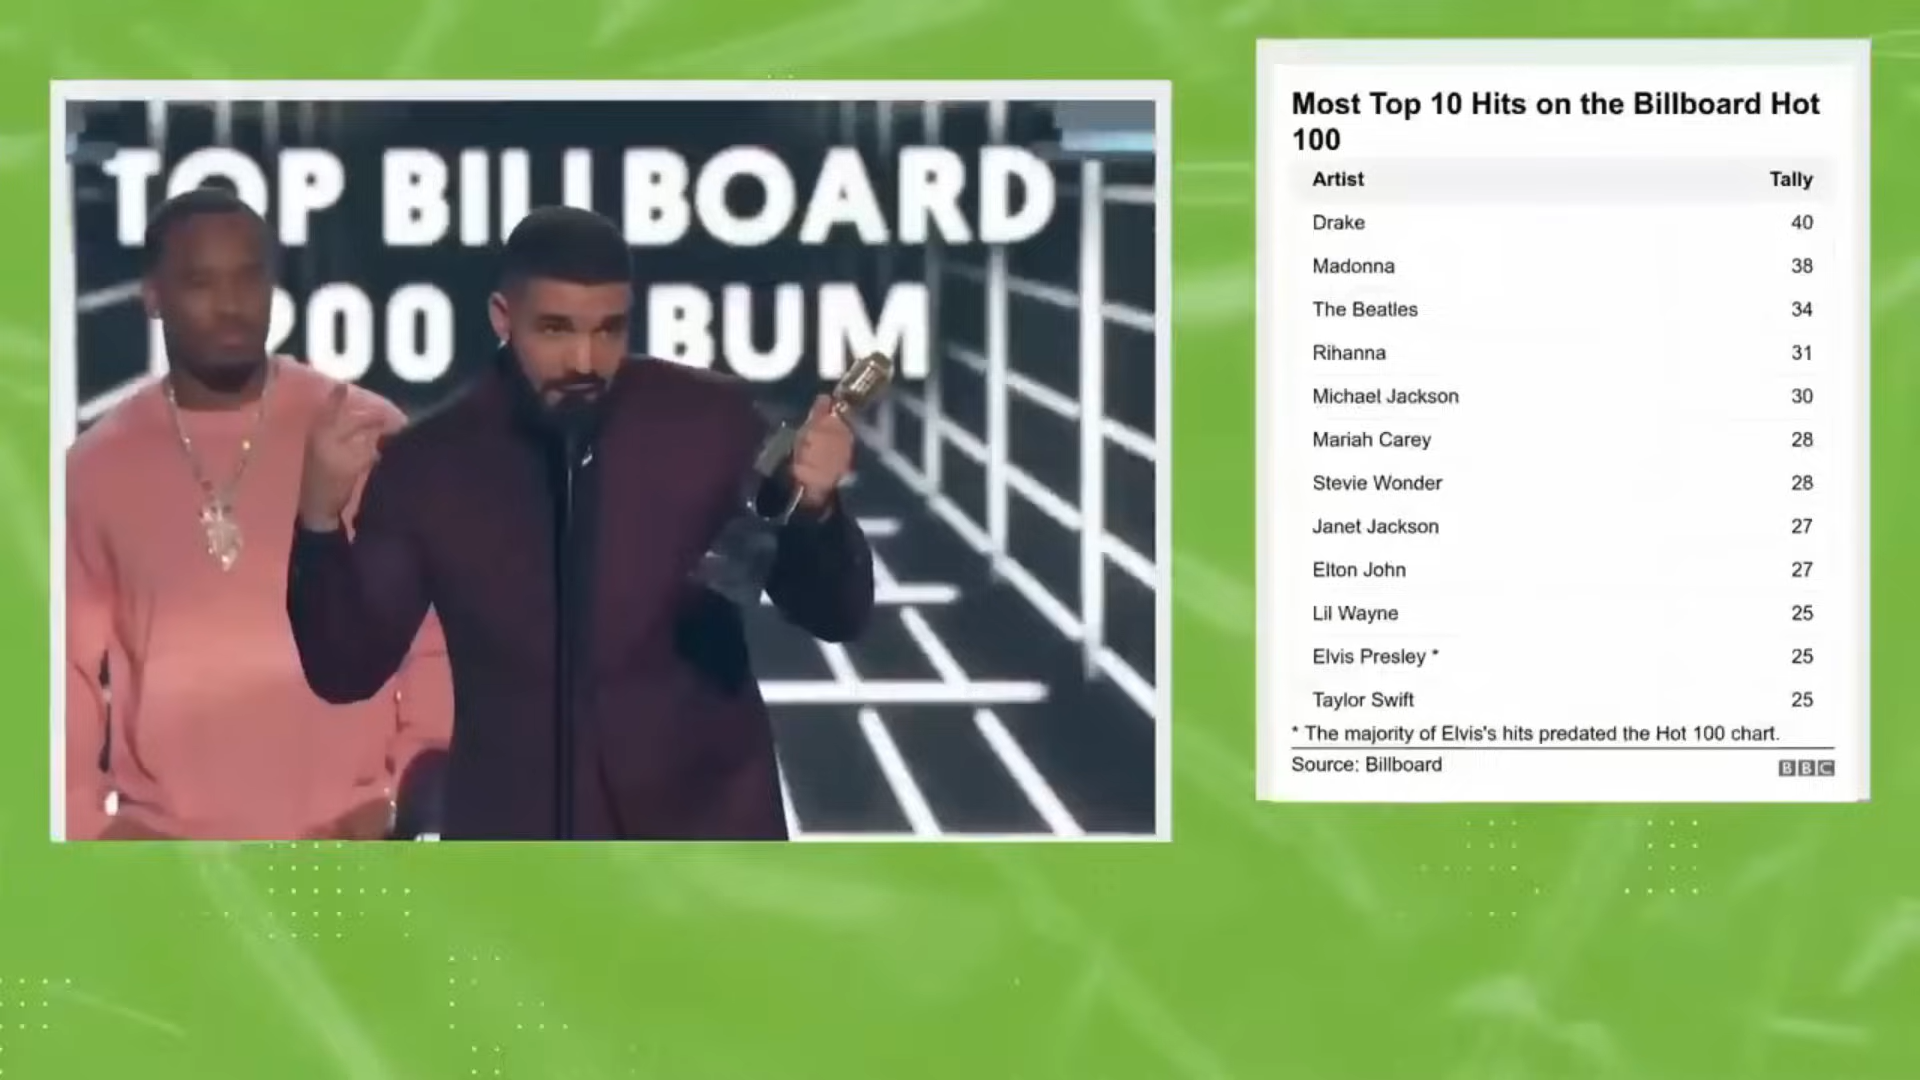 TOP BILLBOARD
200 ALBUM
Most Top 10 Hits on the Billboard Hot
100
Artist Tally
Drake 40
Madonna 38
The Beatles 34
Rihanna 31
Michael Jackson 30
Mariah Carey 28
Stevie Wonder 28
Janet Jackson 27
Elton John 27
Lil Wayne 25
Elvis Presley * 25
Taylor Swift 25
* The majority of Elvis's hits predated the Hot 100 chart.
Source: Billboard BBC